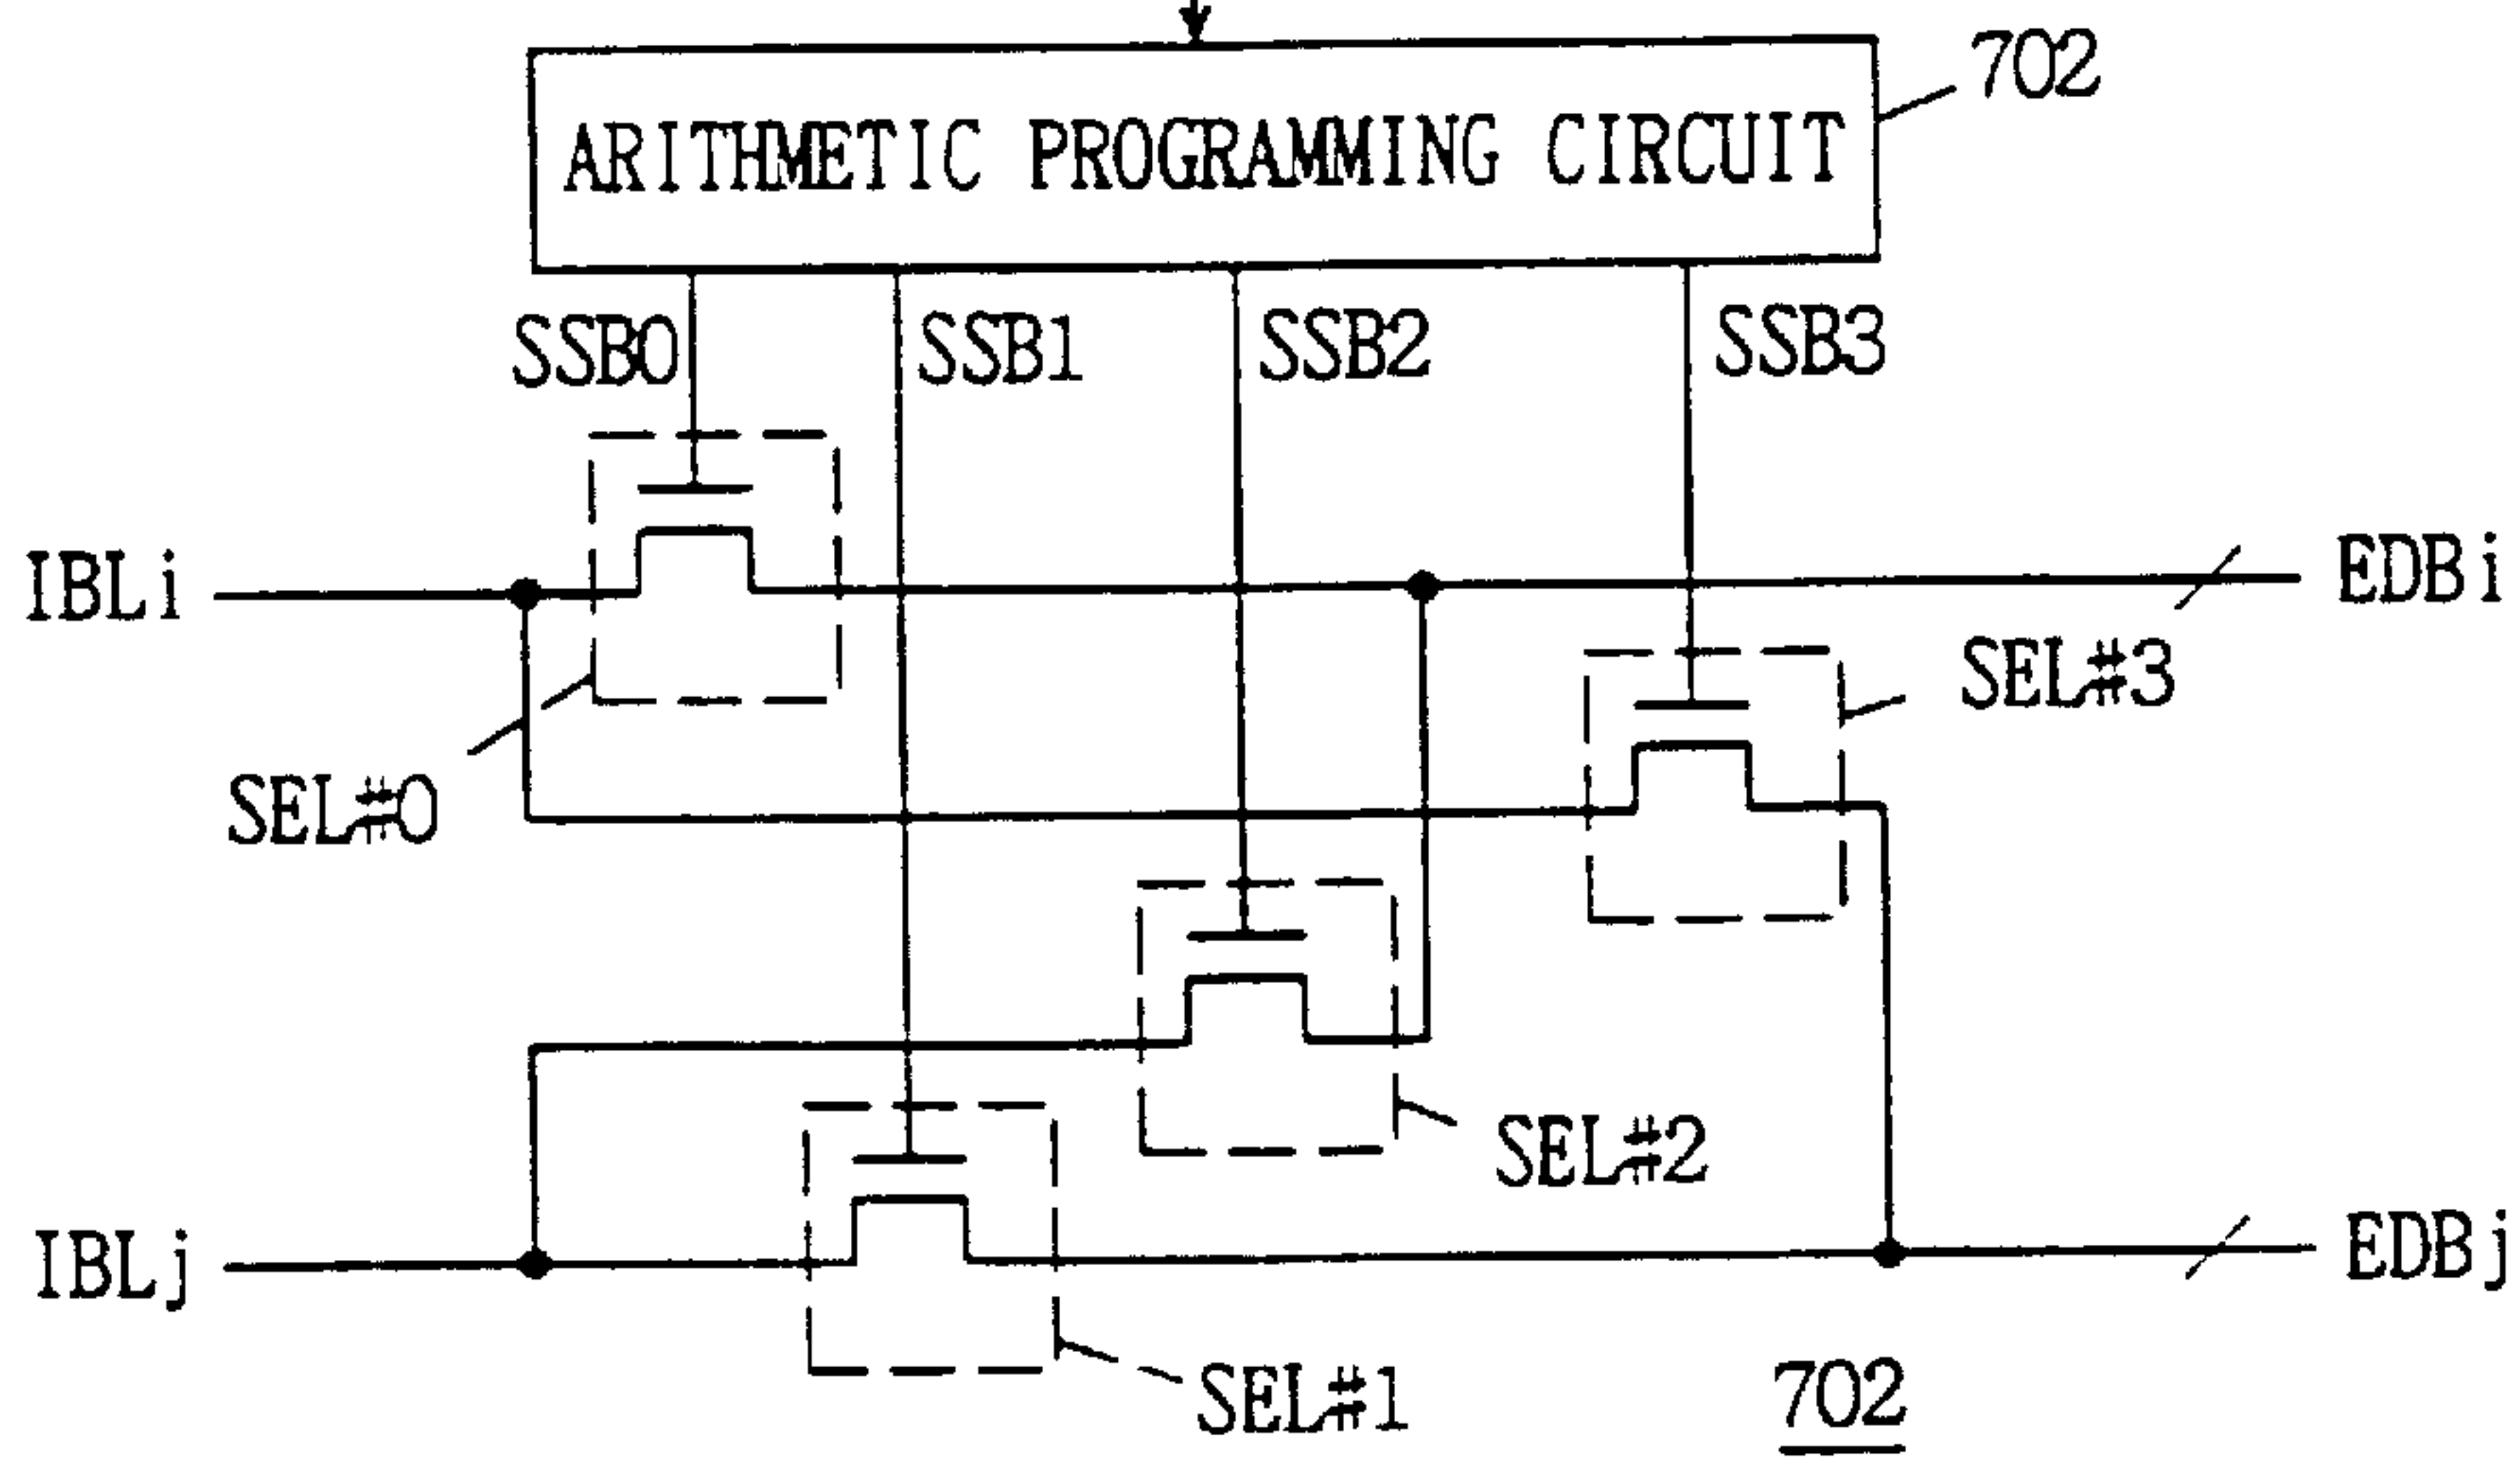 702
ARITHMETIC PROGRAMMING CIRCUIT
SSB0 SSB1 SSB2 SSB3
IBLi EDBi
SEL#3
SEL#0
SEL#2
IBLj EDBj
SEL#1
702